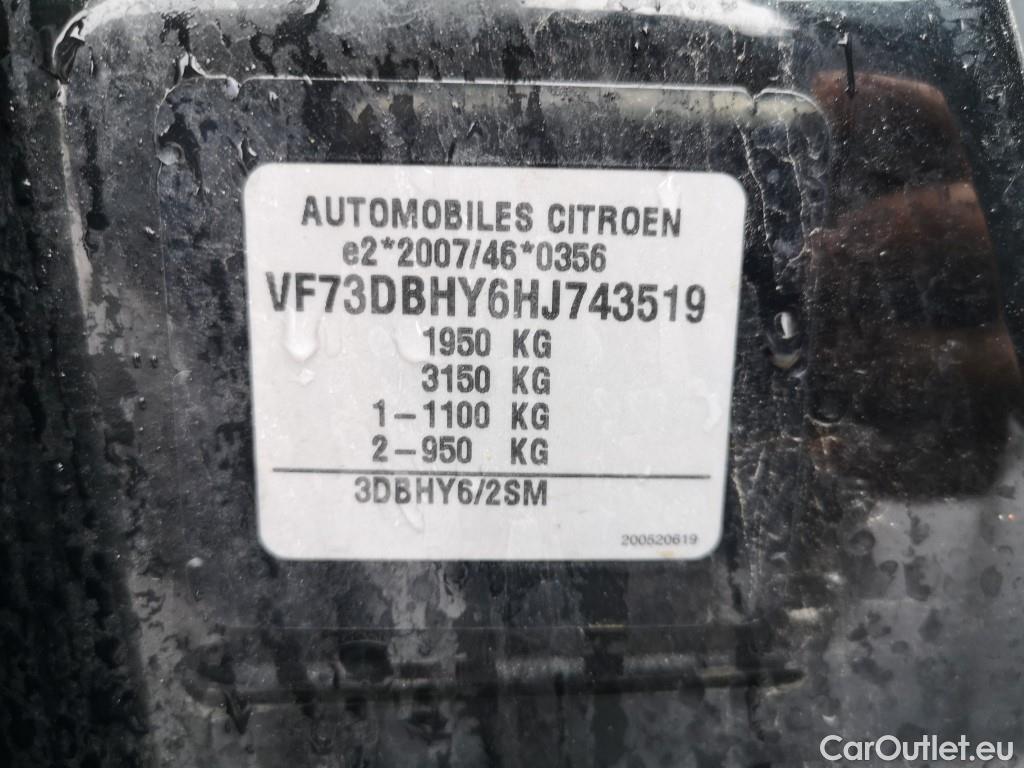 AUTOMOBILES CITROEN
e2*2007/46*0356
VF73DBHY6HJ743519
1950 KG
3150 KG
1-1100 KG
2-950 KG
3DBHY6/2SM
200520619
CarOutlet.eu